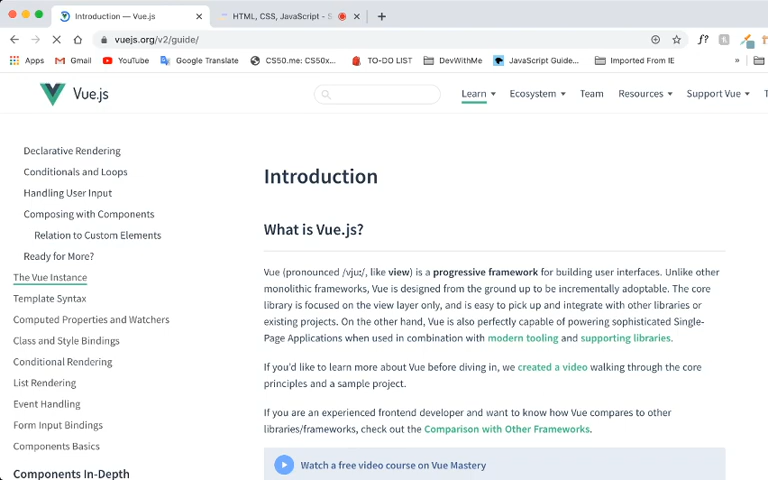 Introduction — Vue.js
HTML, CSS, JavaScript - S
vuejs.org/v2/guide/
f?
Apps
Gmail
YouTube
Google Translate
CS50.me: CS50x...
TO-DO LIST
DevWithMe
JavaScript Guide...
Imported From IE
»
Vue.js
Learn
Ecosystem
Team
Resources
Support Vue
Declarative Rendering
Conditionals and Loops
Handling User Input
Composing with Components
Relation to Custom Elements
Ready for More?
The Vue Instance
Template Syntax
Computed Properties and Watchers
Class and Style Bindings
Conditional Rendering
List Rendering
Event Handling
Form Input Bindings
Components Basics
Components In-Depth
Introduction
What is Vue.js?
Vue (pronounced /vjuː/, like view) is a progressive framework for building user interfaces. Unlike other
monolithic frameworks, Vue is designed from the ground up to be incrementally adoptable. The core
library is focused on the view layer only, and is easy to pick up and integrate with other libraries or
existing projects. On the other hand, Vue is also perfectly capable of powering sophisticated Single-
Page Applications when used in combination with modern tooling and supporting libraries.
If you'd like to learn more about Vue before diving in, we created a video walking through the core
principles and a sample project.
If you are an experienced frontend developer and want to know how Vue compares to other
libraries/frameworks, check out the Comparison with Other Frameworks.
Watch a free video course on Vue Mastery